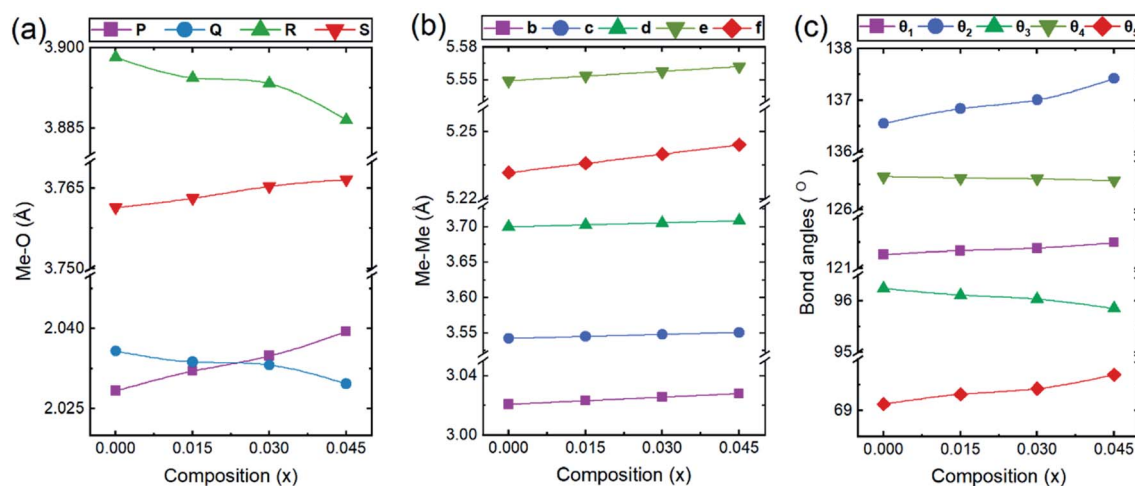 (a)
P Q R S
3.900
3.885
3.765
3.750
2.040
2.025
Me-O (Å)
0.000 0.015 0.030 0.045
Composition (x)
(b)
b c d e f
5.58
5.55
5.25
5.22
3.70
3.65
3.60
3.55
3.04
3.00
Me-Me (Å)
0.000 0.015 0.030 0.045
Composition (x)
(c)
θ1 θ2 θ3 θ4 θ5
138
137
136
126
121
96
95
69
Bond angles (°)
0.000 0.015 0.030 0.045
Composition (x)